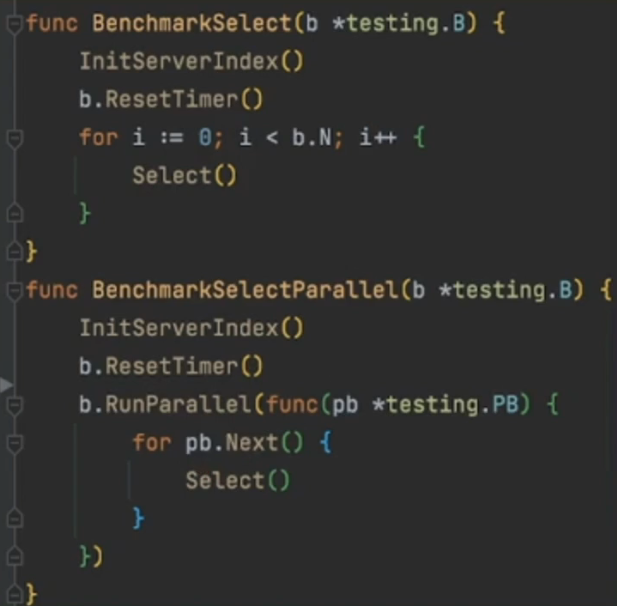 func BenchmarkSelect(b *testing.B) {
    InitServerIndex()
    b.ResetTimer()
    for i := 0; i < b.N; i++ {
        Select()
    }
}
func BenchmarkSelectParallel(b *testing.B) {
    InitServerIndex()
    b.ResetTimer()
    b.RunParallel(func(pb *testing.PB) {
        for pb.Next() {
            Select()
        }
    })
}